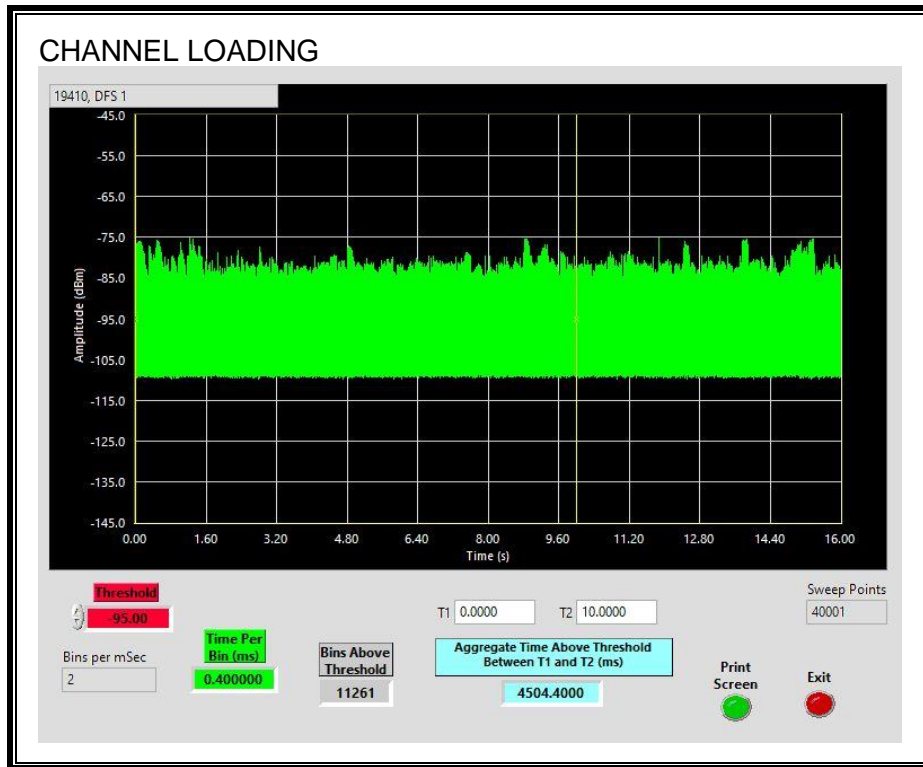 CHANNEL LOADING
19410, DFS 1
-45.0
-55.0
-65.0
-75.0
-85.0
-95.0
-105.0
-115.0
-125.0
-135.0
-145.0
Amplitude (dBm)
0.00 1.60 3.20 4.80 6.40 8.00 9.60 11.20 12.80 14.40 16.00
Time (s)
Threshold
-95.00
Bins per mSec
2
Time Per
Bin (ms)
0.400000
Bins Above
Threshold
11261
T1 0.0000 T2 10.0000
Aggregate Time Above Threshold
Between T1 and T2 (ms)
4504.4000
Sweep Points
40001
Print
Screen
Exit